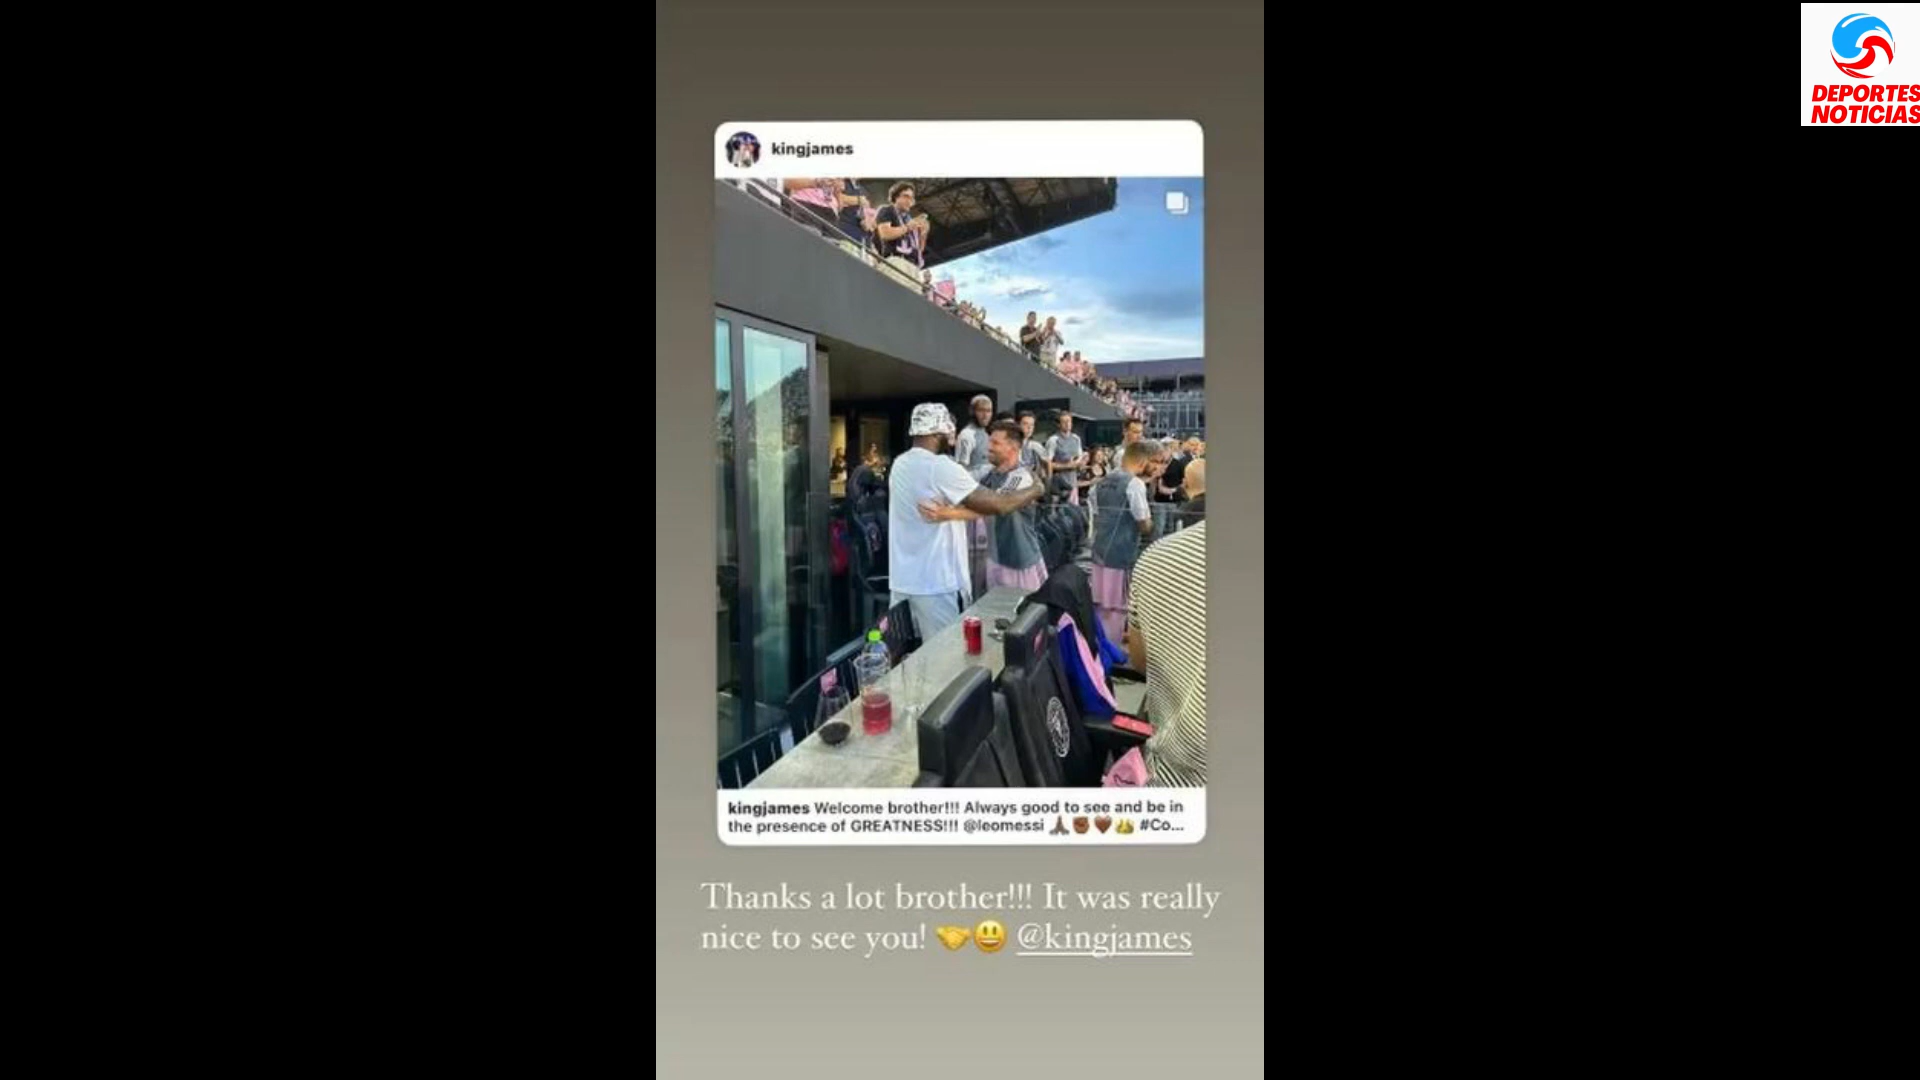 DEPORTES
NOTICIAS
kingjames
kingjames Welcome brother!!! Always good to see and be in
the presence of GREATNESS!!! @leomessi 🙏🏾✊🏾🤎👑 #Co...
Thanks a lot brother!!! It was really
nice to see you! 🤝😃 @kingjames